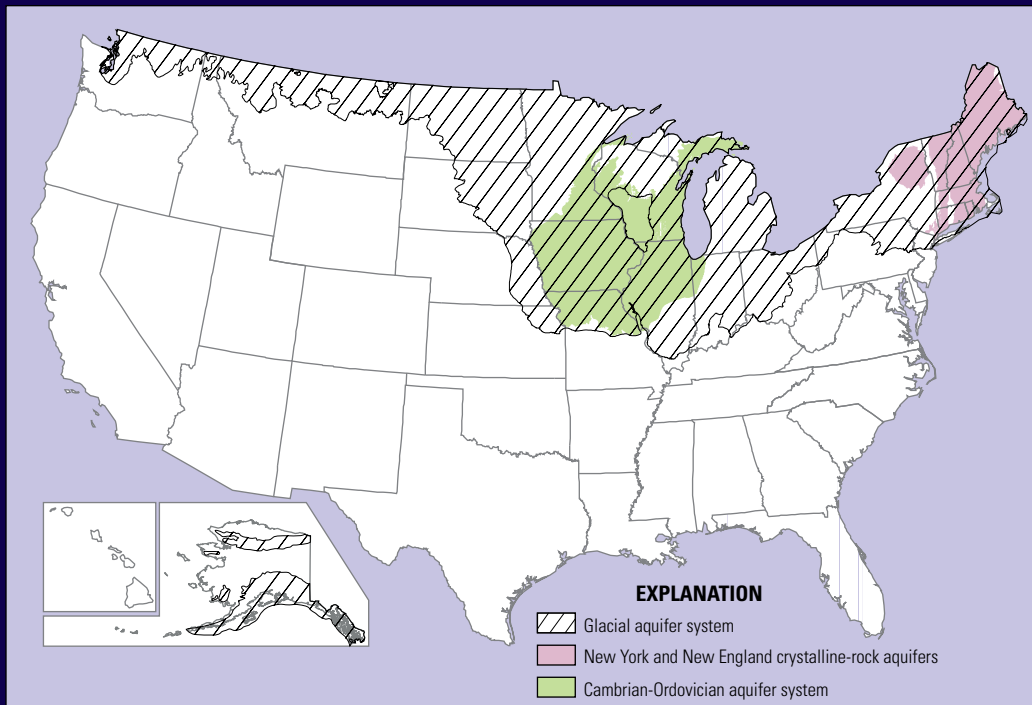 EXPLANATION
Glacial aquifer system
New York and New England crystalline-rock aquifers
Cambrian-Ordovician aquifer system